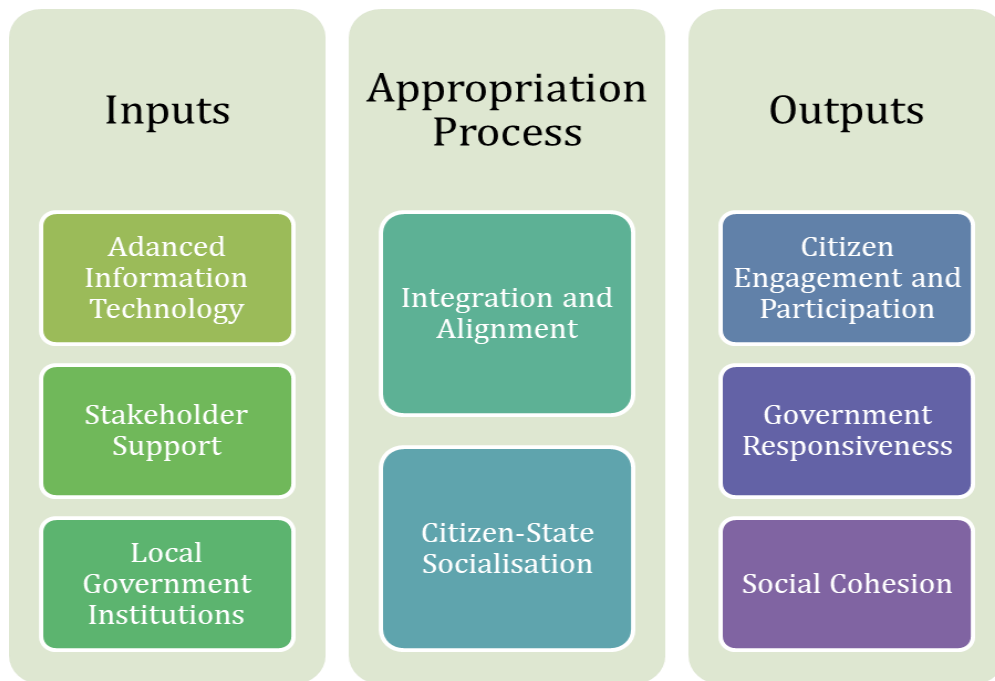 Inputs
Adanced
Information
Technology
Stakeholder
Support
Local
Government
Institutions
Appropriation
Process
Integration and
Alignment
Citizen-State
Socialisation
Outputs
Citizen
Engagement and
Participation
Government
Responsiveness
Social Cohesion